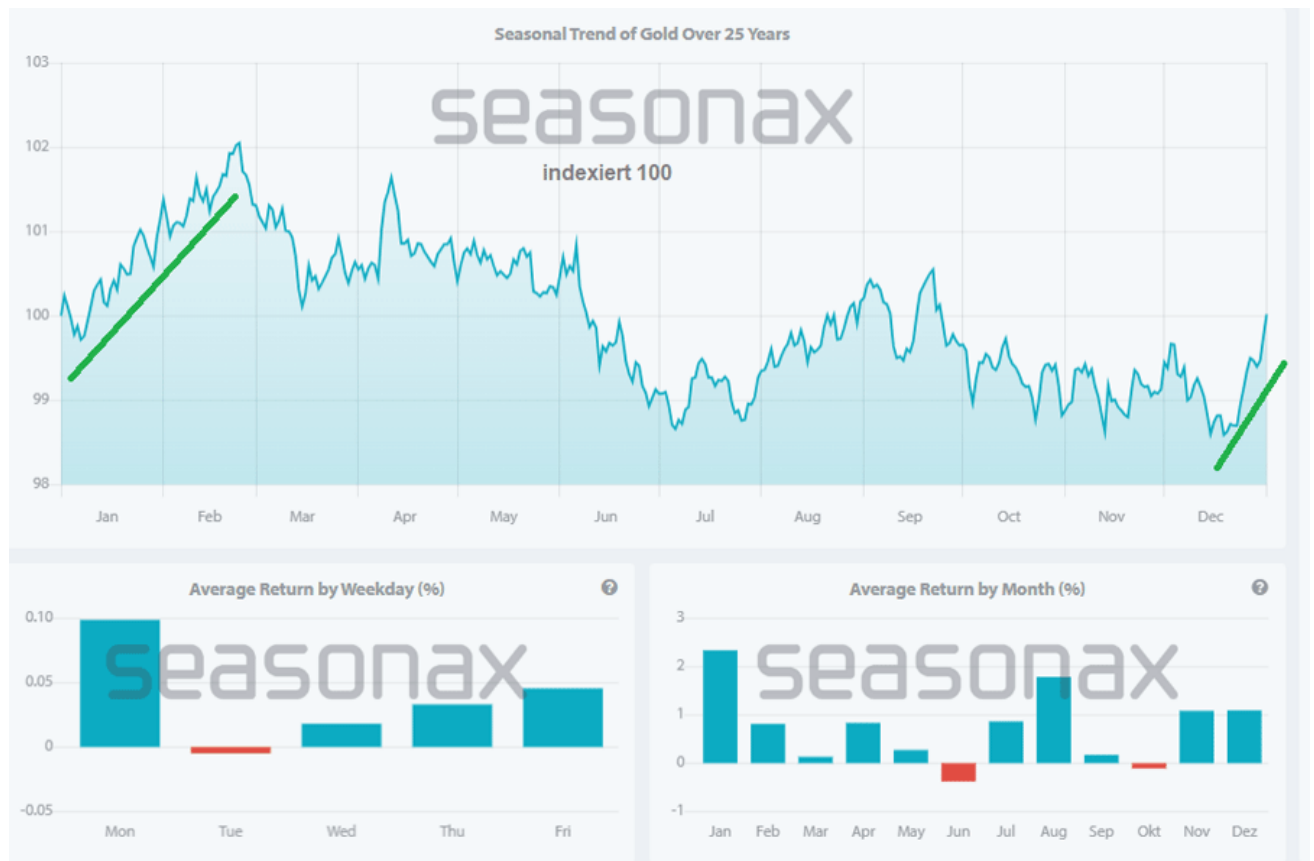 Seasonal Trend of Gold Over 25 Years
103
seasonax
102
indexiert 100
101
100
99
98
Jan Feb Mar Apr May Jun Jul Aug Sep Oct Nov Dec
Average Return by Weekday (%) ?
0.10
seasonax
0.05
0
-0.05
Mon Tue Wed Thu Fri
Average Return by Month (%) ?
3
seasonax
2
1
0
-1
Jan Feb Mar Apr May Jun Jul Aug Sep Okt Nov Dez